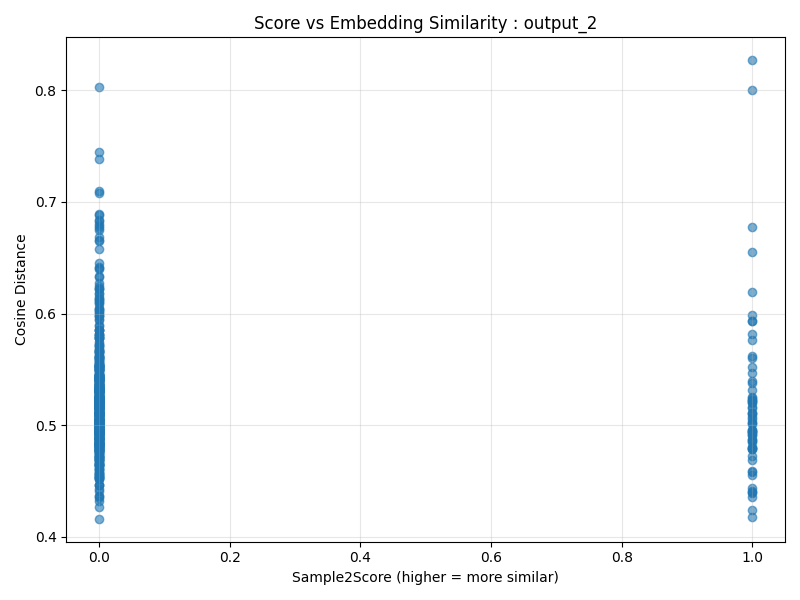 Score vs Embedding Similarity : output_2
Cosine Distance
0.8
0.7
0.6
0.5
0.4
0.0 0.2 0.4 0.6 0.8 1.0
Sample2Score (higher = more similar)